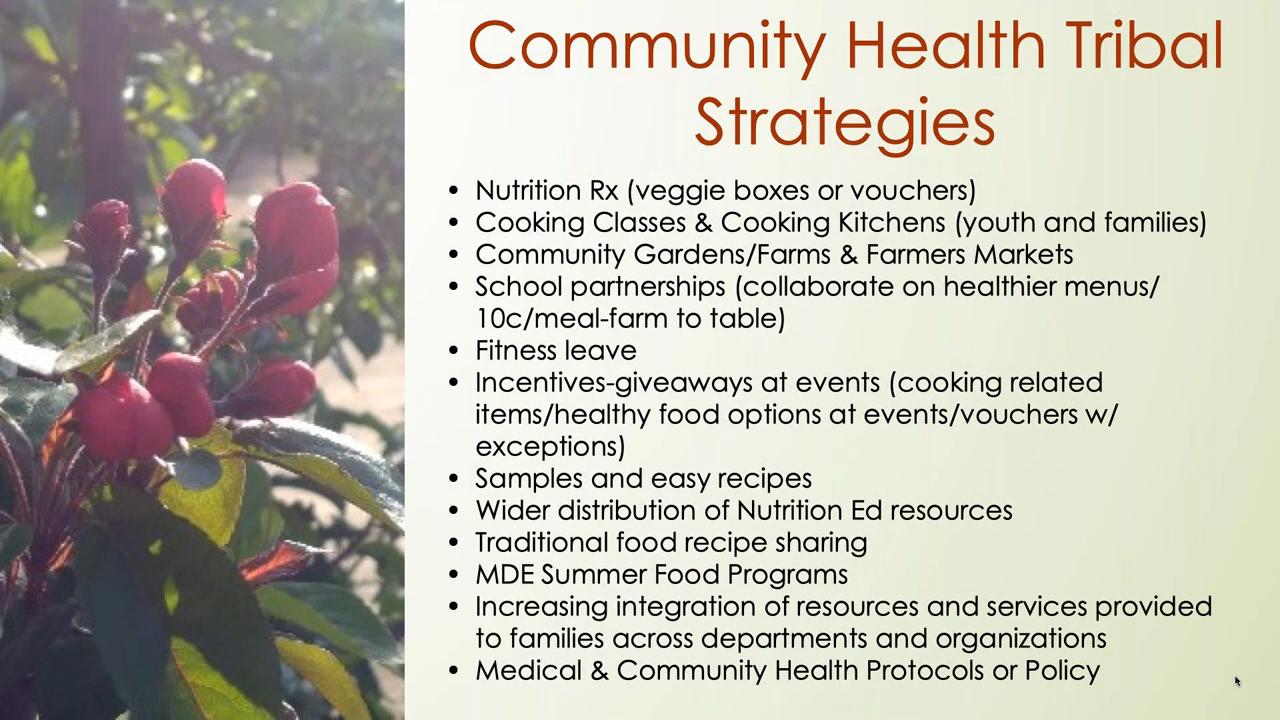 Community Health Tribal
Strategies
• Nutrition Rx (veggie boxes or vouchers)
• Cooking Classes & Cooking Kitchens (youth and families)
• Community Gardens/Farms & Farmers Markets
• School partnerships (collaborate on healthier menus/
10c/meal-farm to table)
• Fitness leave
• Incentives-giveaways at events (cooking related
items/healthy food options at events/vouchers w/
exceptions)
• Samples and easy recipes
• Wider distribution of Nutrition Ed resources
• Traditional food recipe sharing
• MDE Summer Food Programs
• Increasing integration of resources and services provided
to families across departments and organizations
• Medical & Community Health Protocols or Policy